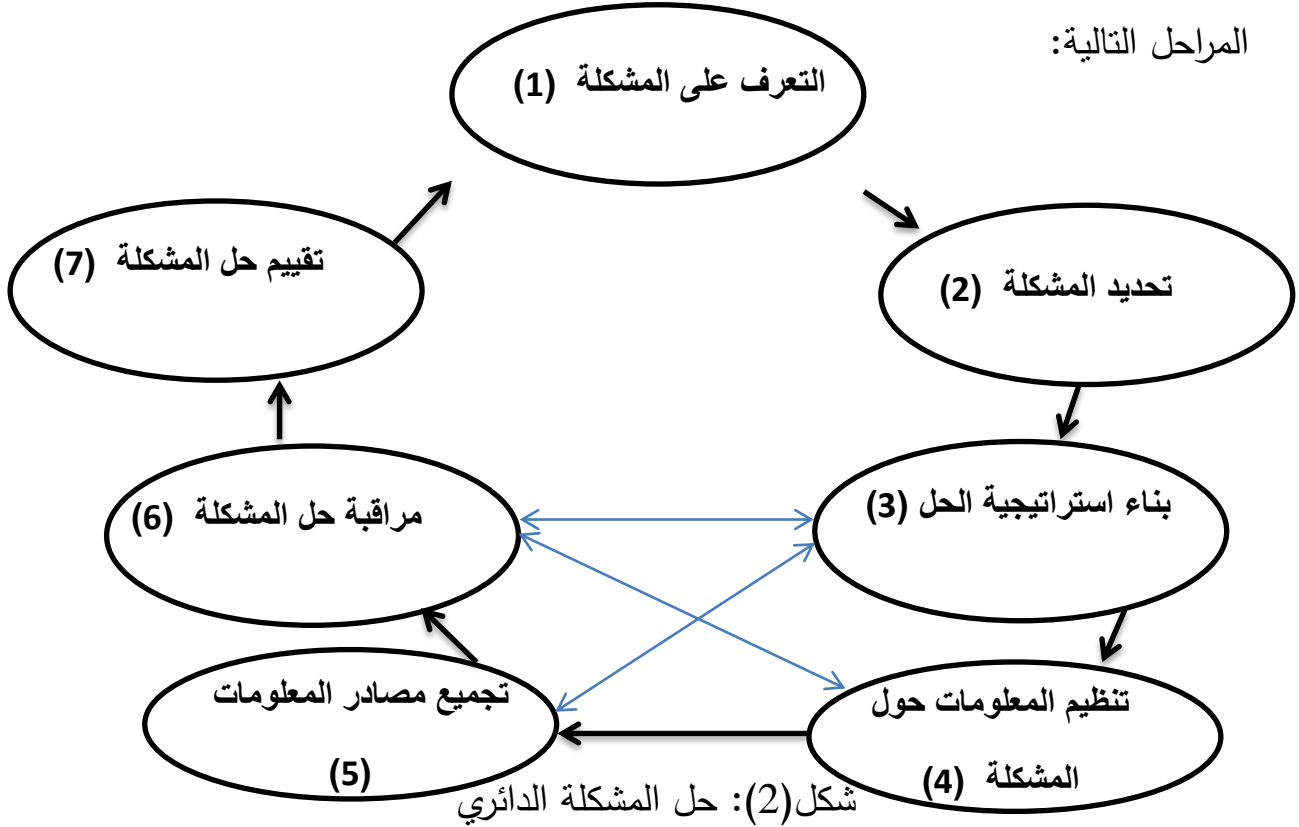 المراحل التالية:
التعرف على المشكلة (1)
تحديد المشكلة (2)
بناء استراتيجية الحل (3)
تنظيم المعلومات حول
المشكلة (4)
تجميع مصادر المعلومات
(5)
مراقبة حل المشكلة (6)
تقييم حل المشكلة (7)
شكل(2): حل المشكلة الدائري